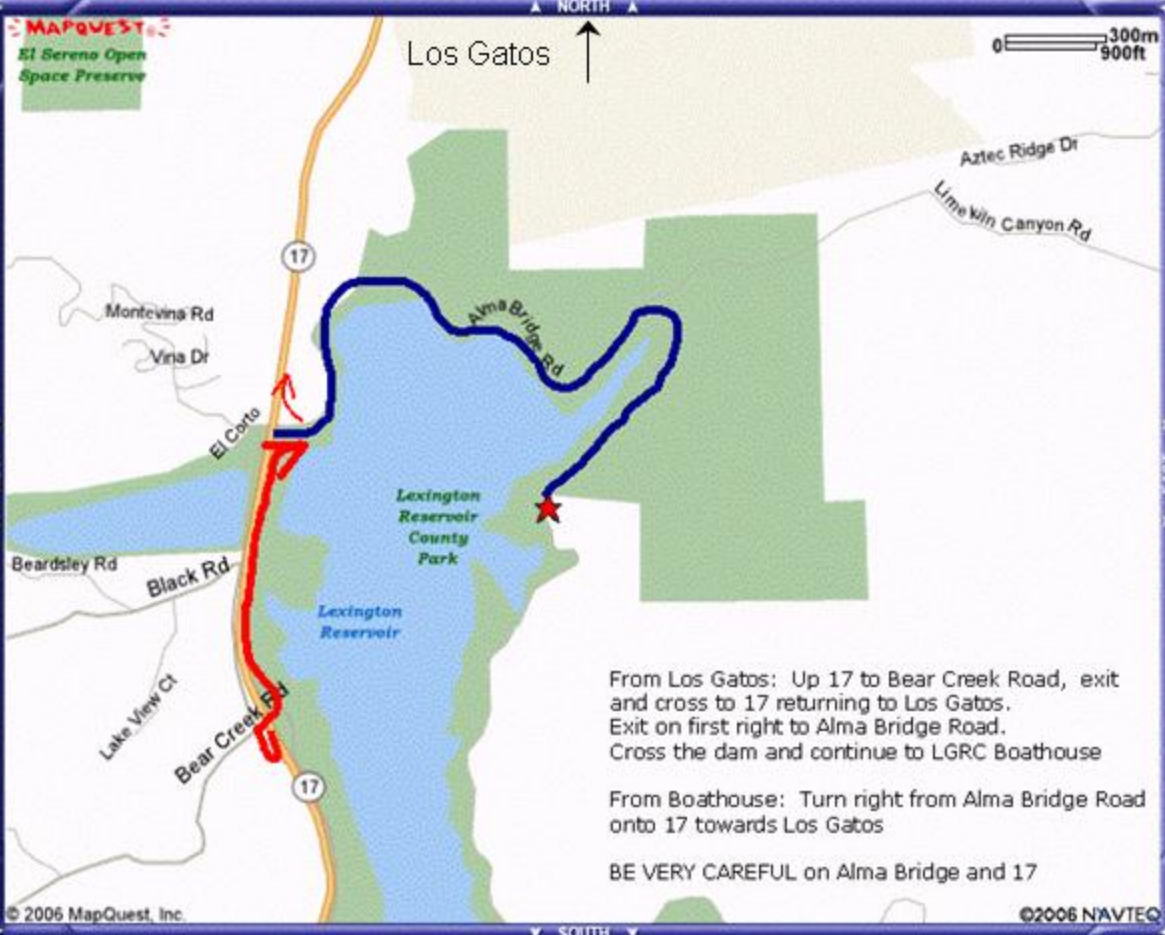 NORTH
MAPQUEST
El Sereno Open
Space Preserve
Los Gatos
0 300m
900ft
Aztec Ridge Dr
Limekiln Canyon Rd
17
Montevina Rd
Vina Dr
Alma Bridge Rd
El Corto
Lexington
Reservoir
County
Park
Beardsley Rd
Black Rd
Lexington
Reservoir
Lake View Ct
Bear Creek Rd
17
From Los Gatos: Up 17 to Bear Creek Road, exit
and cross to 17 returning to Los Gatos.
Exit on first right to Alma Bridge Road.
Cross the dam and continue to LGRC Boathouse
From Boathouse: Turn right from Alma Bridge Road
onto 17 towards Los Gatos
BE VERY CAREFUL on Alma Bridge and 17
© 2006 MapQuest, Inc.
©2006 NAVTEQ
SOUTH